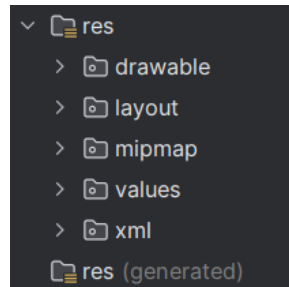 res
drawable
layout
mipmap
values
xml
res (generated)